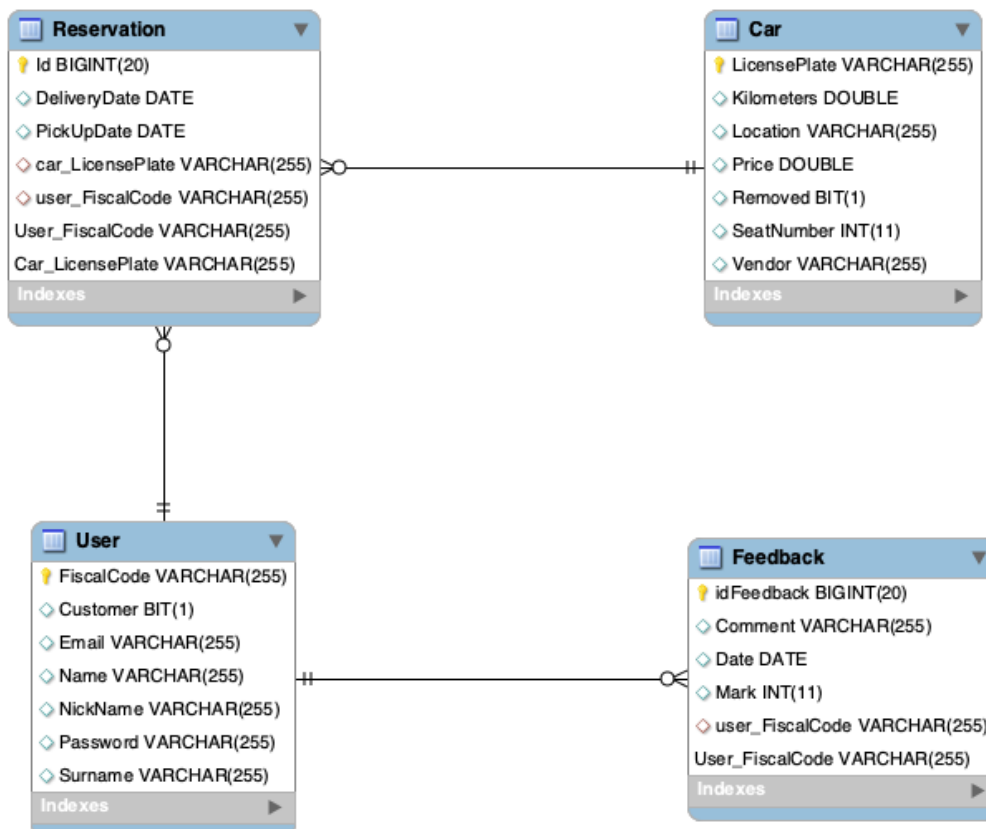 Reservation
Id BIGINT(20)
DeliveryDate DATE
PickUpDate DATE
car_LicensePlate VARCHAR(255)
user_FiscalCode VARCHAR(255)
User_FiscalCode VARCHAR(255)
Car_LicensePlate VARCHAR(255)
Indexes
Car
LicensePlate VARCHAR(255)
Kilometers DOUBLE
Location VARCHAR(255)
Price DOUBLE
Removed BIT(1)
SeatNumber INT(11)
Vendor VARCHAR(255)
Indexes
User
FiscalCode VARCHAR(255)
Customer BIT(1)
Email VARCHAR(255)
Name VARCHAR(255)
NickName VARCHAR(255)
Password VARCHAR(255)
Surname VARCHAR(255)
Indexes
Feedback
idFeedback BIGINT(20)
Comment VARCHAR(255)
Date DATE
Mark INT(11)
user_FiscalCode VARCHAR(255)
User_FiscalCode VARCHAR(255)
Indexes